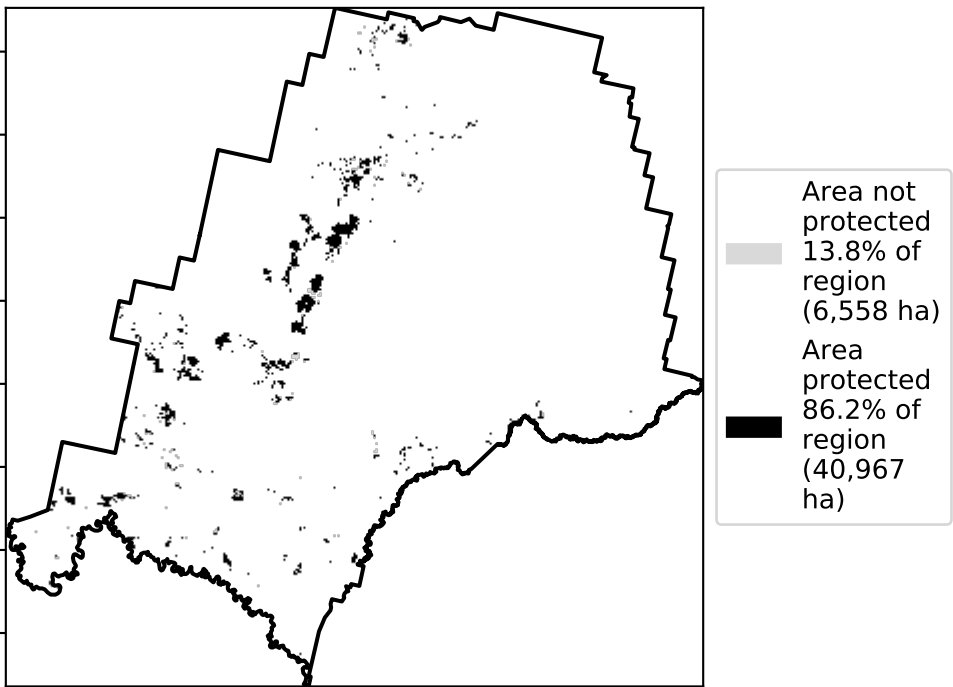 Area not
protected
13.8% of
region
(6,558 ha)
Area
protected
86.2% of
region
(40,967
ha)